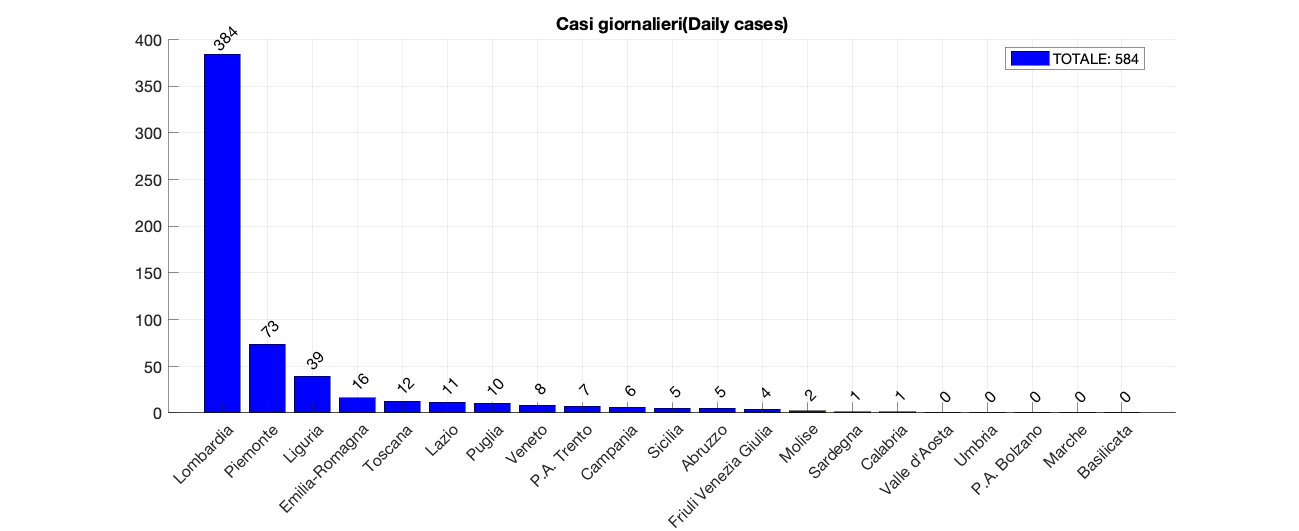 Casi giornalieri(Daily cases)
TOTALE: 584
400
350
300
250
200
150
100
50
0
384
73
39
16
12
11
10
8
7
6
5
5
4
2
1
1
0
0
0
0
0
Lombardia
Piemonte
Liguria
Emilia-Romagna
Toscana
Lazio
Puglia
Veneto
P.A. Trento
Campania
Sicilia
Abruzzo
Friuli Venezia Giulia
Molise
Sardegna
Calabria
Valle d'Aosta
Umbria
P.A. Bolzano
Marche
Basilicata